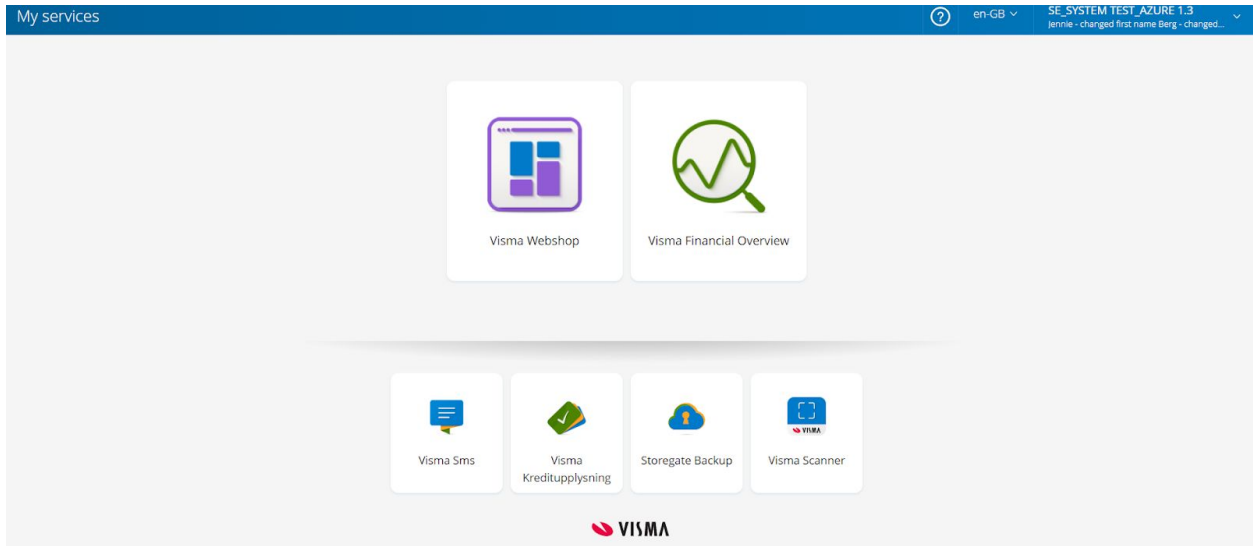 My services
?
en-GB
SE_SYSTEM TEST_AZURE 1.3
Jennie - changed first name Berg - changed...
Visma Webshop
Visma Financial Overview
VISMA
Visma Sms
Visma
Kreditupplysning
Storegate Backup
Visma Scanner
VISMA